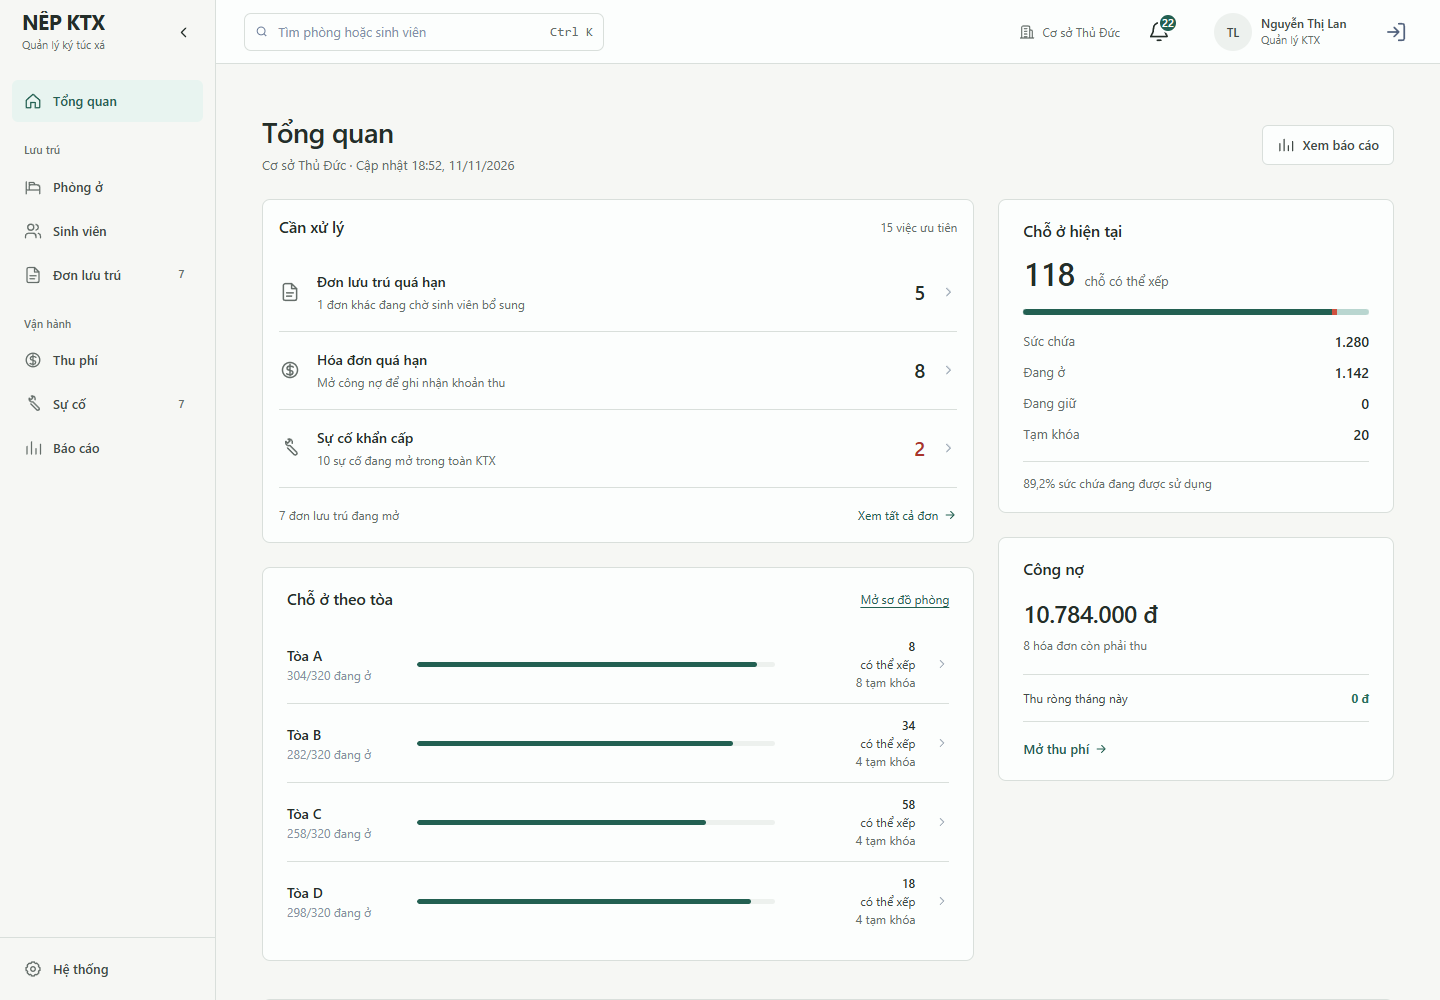 NẾP KTX
Quản lý ký túc xá
Tổng quan
Lưu trú
Phòng ở
Sinh viên
Đơn lưu trú 7
Vận hành
Thu phí
Sự cố 7
Báo cáo
Hệ thống
Tìm phòng hoặc sinh viên Ctrl K
Cơ sở Thủ Đức
22
TL
Nguyễn Thị Lan
Quản lý KTX
Tổng quan
Cơ sở Thủ Đức · Cập nhật 18:52, 11/11/2026
Xem báo cáo
Cần xử lý
15 việc ưu tiên
Đơn lưu trú quá hạn
1 đơn khác đang chờ sinh viên bổ sung
5
Hóa đơn quá hạn
Mở công nợ để ghi nhận khoản thu
8
Sự cố khẩn cấp
10 sự cố đang mở trong toàn KTX
2
7 đơn lưu trú đang mở
Xem tất cả đơn →
Chỗ ở theo tòa
Mở sơ đồ phòng
Tòa A
304/320 đang ở
8
có thể xếp
8 tạm khóa
Tòa B
282/320 đang ở
34
có thể xếp
4 tạm khóa
Tòa C
258/320 đang ở
58
có thể xếp
4 tạm khóa
Tòa D
298/320 đang ở
18
có thể xếp
4 tạm khóa
Chỗ ở hiện tại
118 chỗ có thể xếp
Sức chứa 1.280
Đang ở 1.142
Đang giữ 0
Tạm khóa 20
89,2% sức chứa đang được sử dụng
Công nợ
10.784.000 đ
8 hóa đơn còn phải thu
Thu ròng tháng này 0 đ
Mở thu phí →